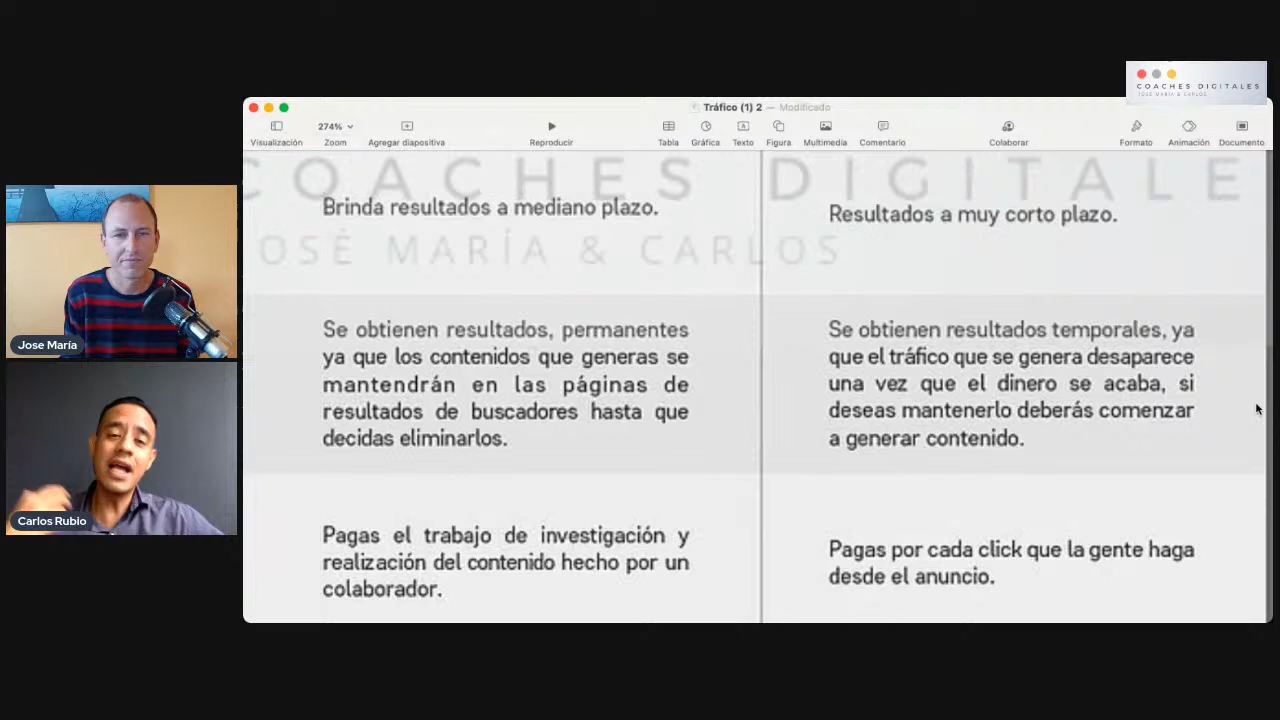 COACHES DIGITALES
JOSE MARÍA & CARLOS
Tráfico (1) 2 — Modificado
274%
Visualización Zoom Agregar diapositiva Reproducir Tabla Gráfica Texto Figura Multimedia Comentario Colaborar Formato Animación Documento
COACHES DIGITALE
JOSÉ MARÍA & CARLOS
Brinda resultados a mediano plazo.
Se obtienen resultados, permanentes
ya que los contenidos que generas se
mantendrán en las páginas de
resultados de buscadores hasta que
decidas eliminarlos.
Pagas el trabajo de investigación y
realización del contenido hecho por un
colaborador.
Resultados a muy corto plazo.
Se obtienen resultados temporales, ya
que el tráfico que se genera desaparece
una vez que el dinero se acaba, si
deseas mantenerlo deberás comenzar
a generar contenido.
Pagas por cada click que la gente haga
desde el anuncio.
Jose María
Carlos Rubio